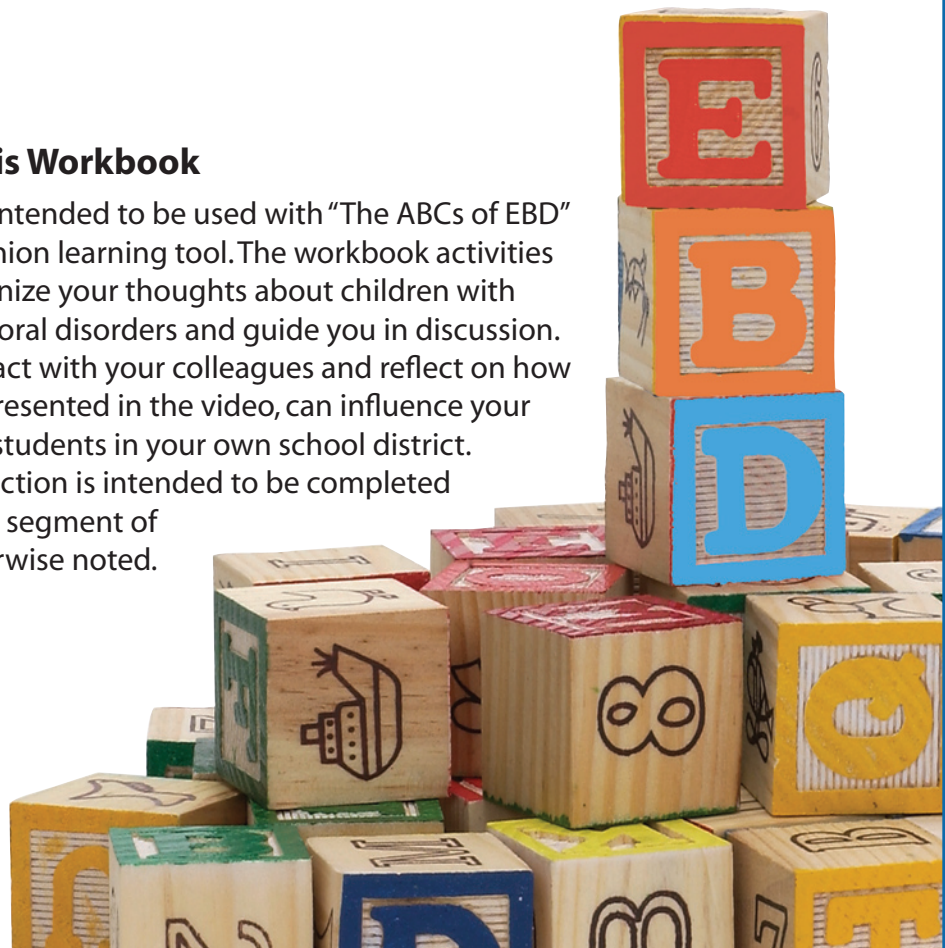 is Workbook
ntended to be used with “The ABCs of EBD”
nion learning tool. The workbook activities
nize your thoughts about children with
oral disorders and guide you in discussion.
act with your colleagues and reflect on how
resented in the video, can influence your
students in your own school district.
ction is intended to be completed
segment of
rwise noted.
E
6
B
D
8
Q
B
D